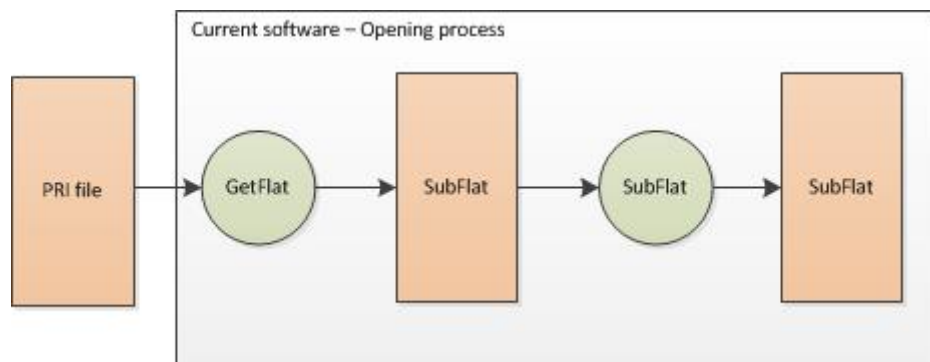 Current software – Opening process
PRI file
GetFlat
SubFlat
SubFlat
SubFlat